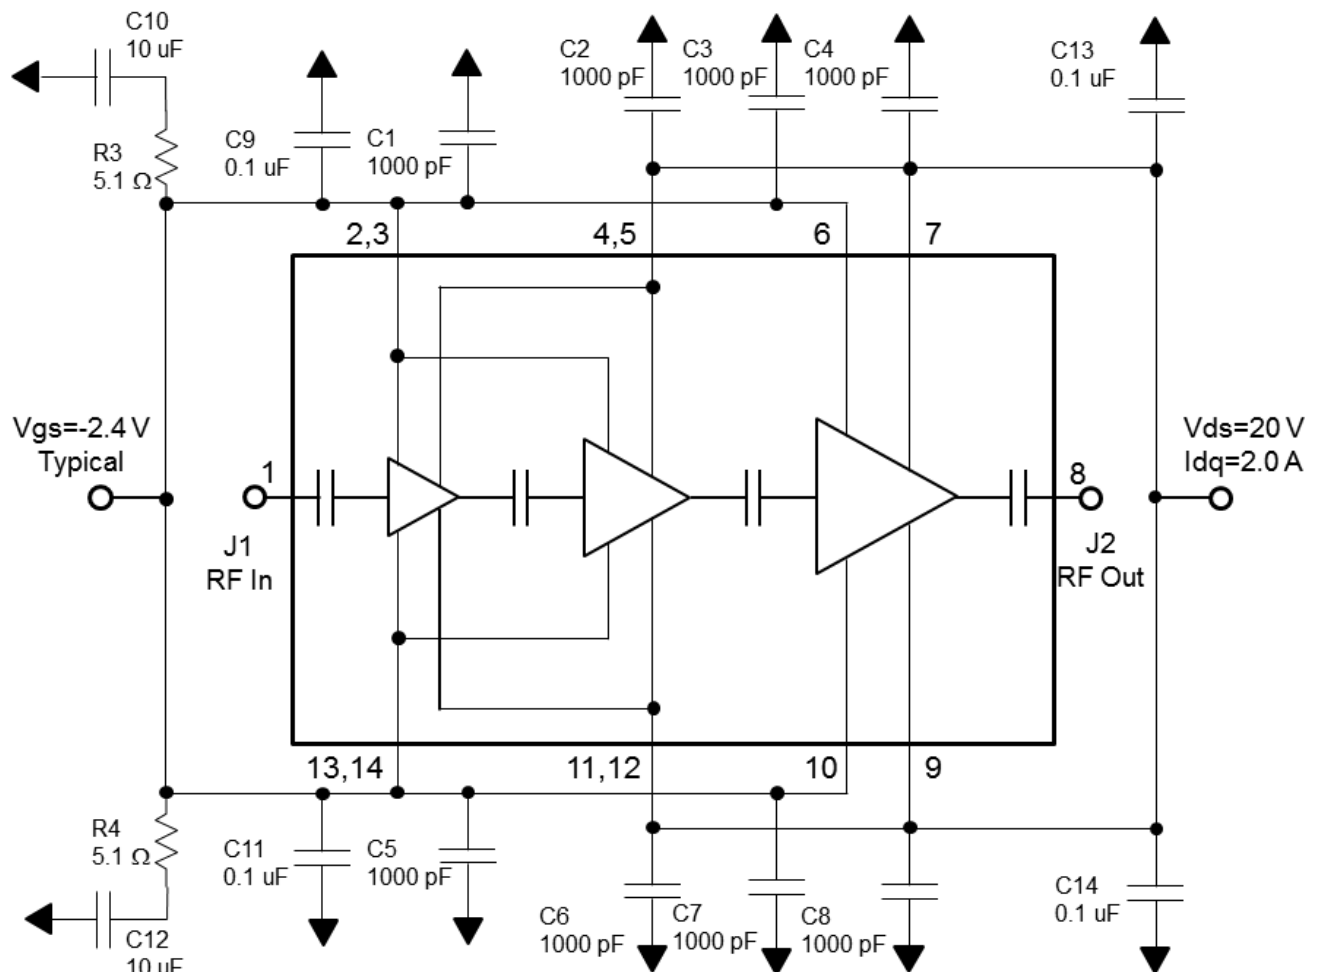 C10
10 uF
R3
5.1 Ω
C9
0.1 uF
C1
1000 pF
C2
1000 pF
C3
1000 pF
C4
1000 pF
C13
0.1 uF
2,3
4,5
6
7
Vgs=-2.4 V
Typical
1
J1
RF In
8
J2
RF Out
Vds=20 V
Idq=2.0 A
13,14
11,12
10
9
R4
5.1 Ω
C12
10 uF
C11
0.1 uF
C5
1000 pF
C6
1000 pF
C7
1000 pF
C8
1000 pF
C14
0.1 uF